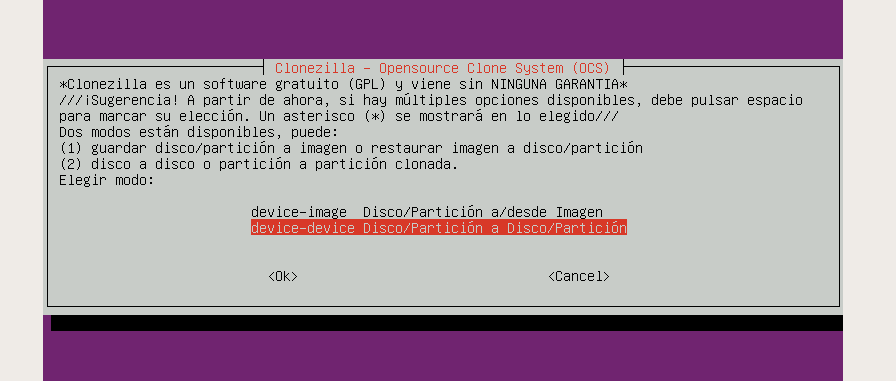 Clonezilla - Opensource Clone System (OCS)
*Clonezilla es un software gratuito (GPL) y viene sin NINGUNA GARANTIA*
///¡Sugerencia! A partir de ahora, si hay múltiples opciones disponibles, debe pulsar espacio
para marcar su elección. Un asterisco (*) se mostrará en lo elegido///
Dos modos están disponibles, puede:
(1) guardar disco/partición a imagen o restaurar imagen a disco/partición
(2) disco a disco o partición a partición clonada.
Elegir modo:
device-image Disco/Partición a/desde Imagen
device-device Disco/Partición a Disco/Partición
<Ok> <Cancel>